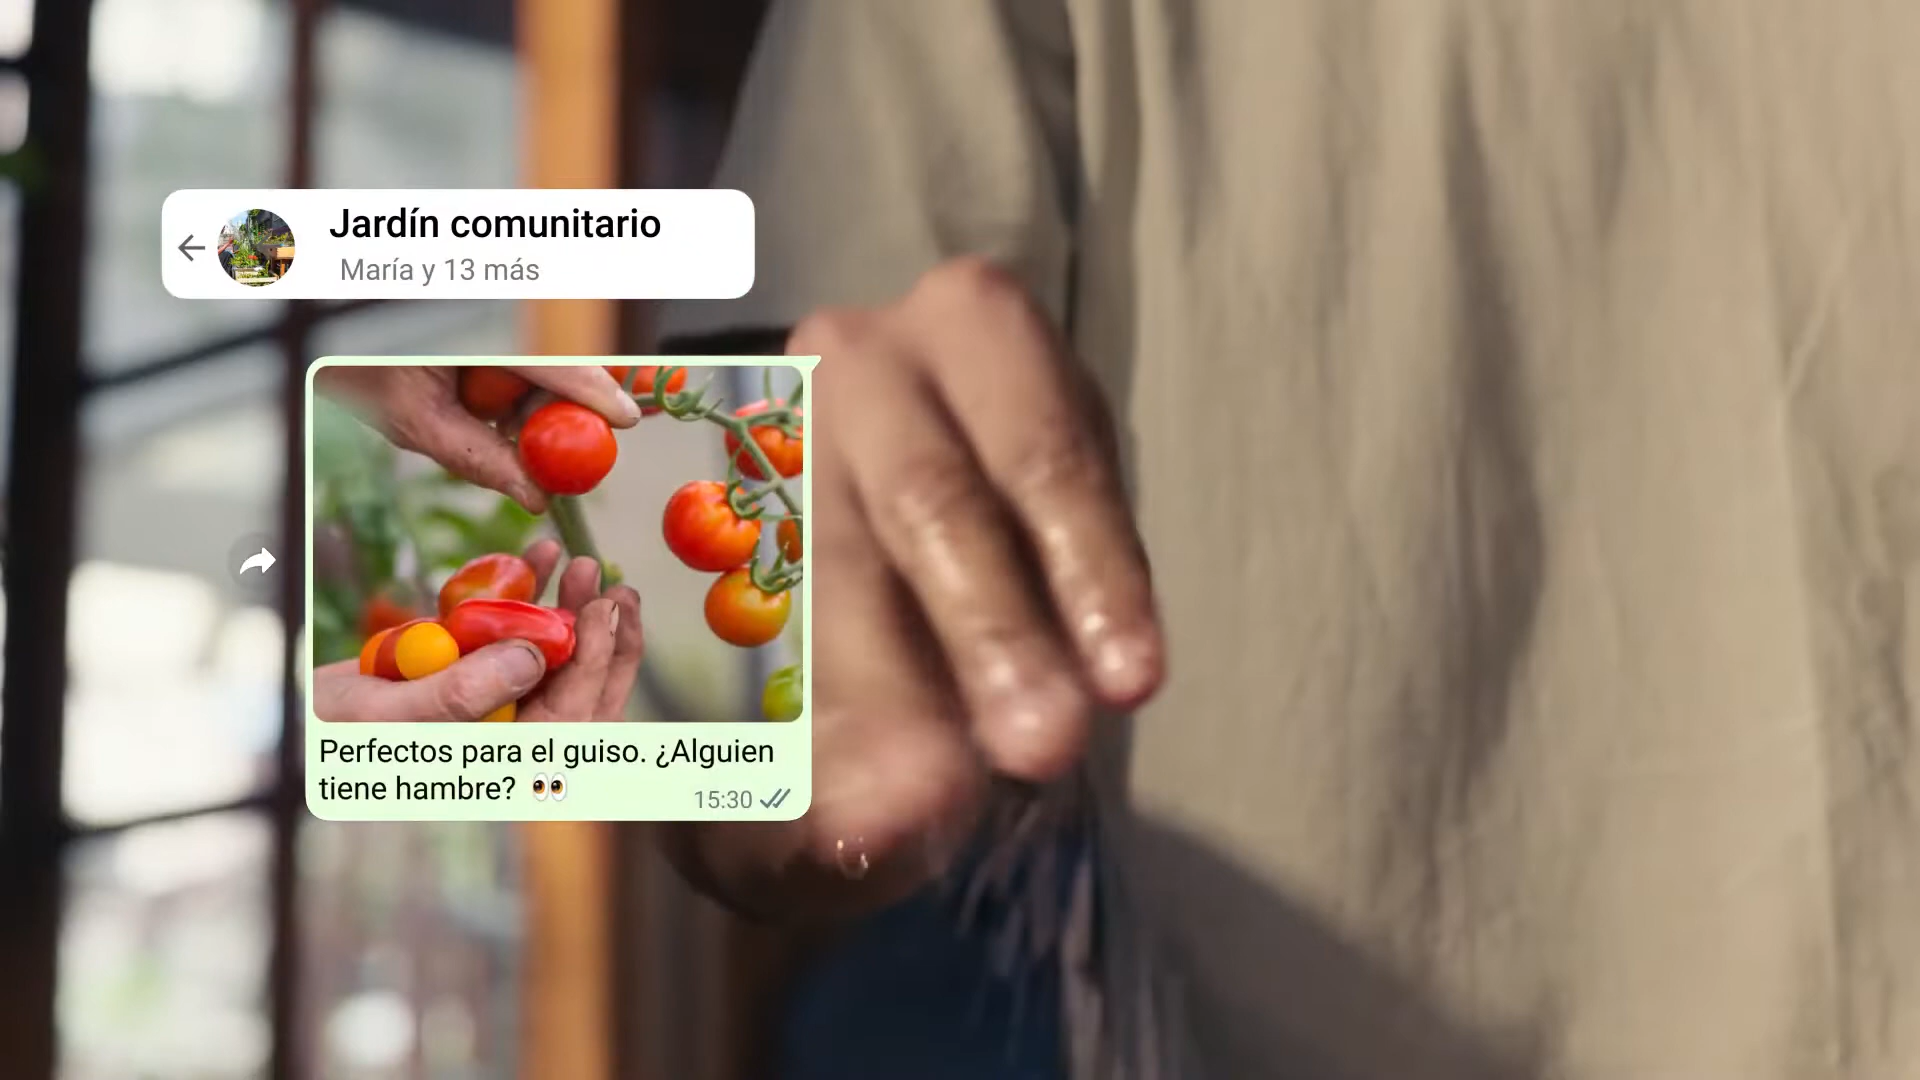 Jardín comunitario
María y 13 más
Perfectos para el guiso. ¿Alguien
tiene hambre? 👀
15:30